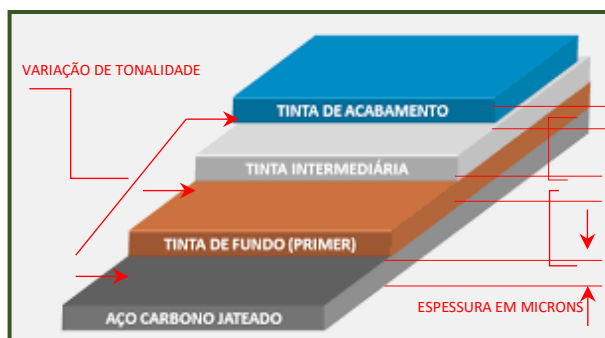 VARIAÇÃO DE TONALIDADE
TINTA DE ACABAMENTO
TINTA INTERMEDIÁRIA
TINTA DE FUNDO (PRIMER)
AÇO CARBONO JATEADO
ESPESSURA EM MICRONS